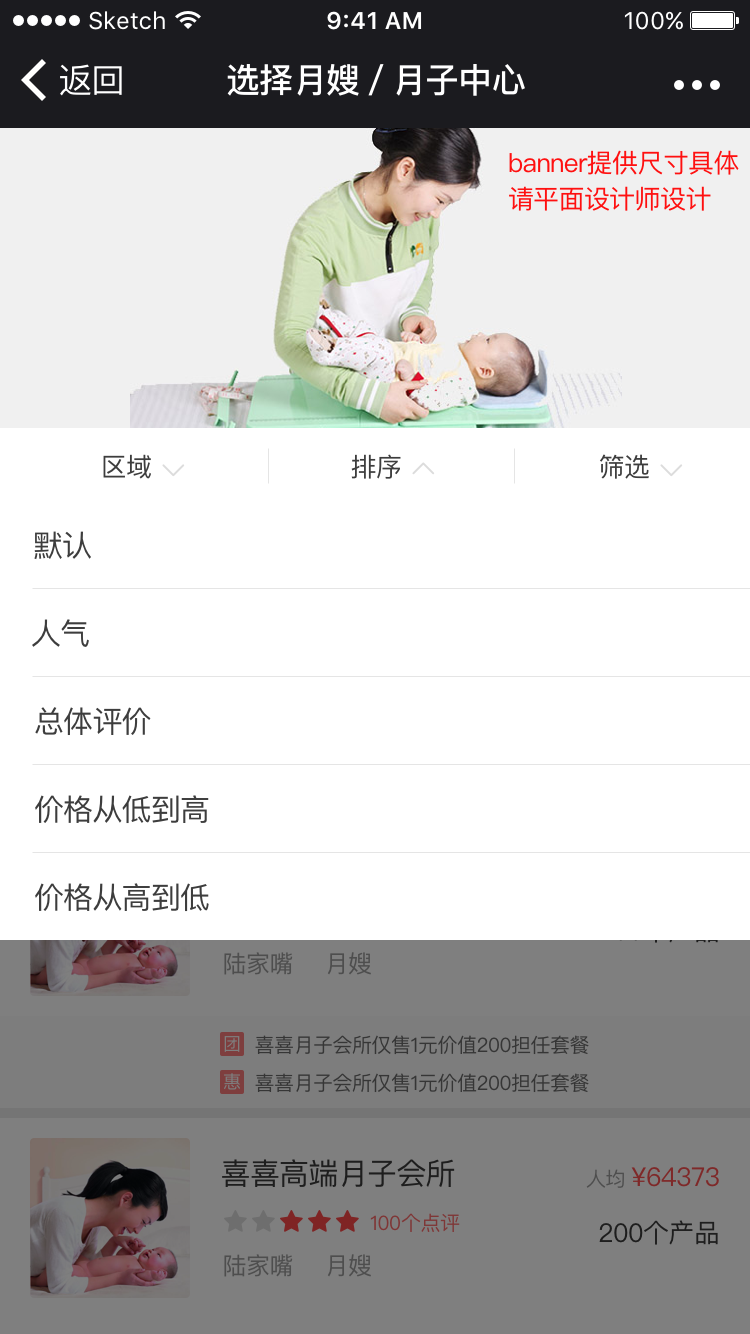 Sketch 9:41 AM 100%
返回 选择月嫂 / 月子中心
banner提供尺寸具体
请平面设计师设计
区域 排序 筛选
默认
人气
总体评价
价格从低到高
价格从高到低
陆家嘴 月嫂
团 喜喜月子会所仅售1元价值200担任套餐
惠 喜喜月子会所仅售1元价值200担任套餐
喜喜高端月子会所 人均 ¥64373
100个点评 200个产品
陆家嘴 月嫂